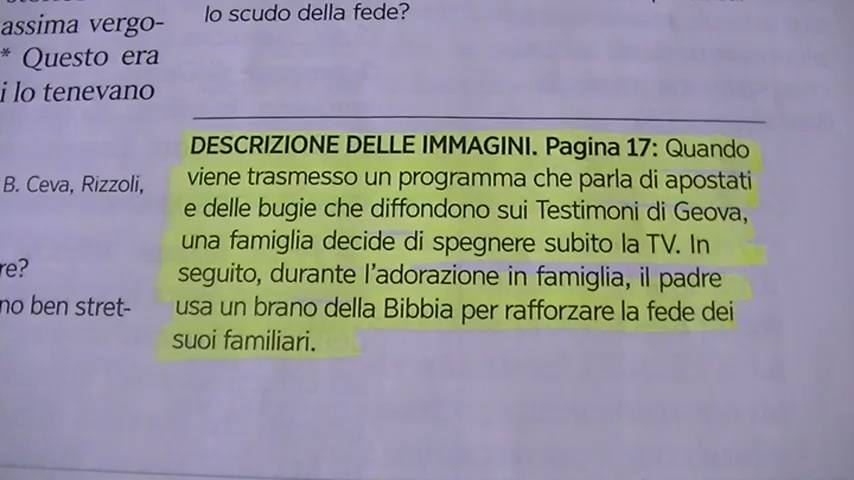 assima vergo-
* Questo era
i lo tenevano
B. Ceva, Rizzoli,
re?
no ben stret-
lo scudo della fede?
DESCRIZIONE DELLE IMMAGINI. Pagina 17: Quando
viene trasmesso un programma che parla di apostati
e delle bugie che diffondono sui Testimoni di Geova,
una famiglia decide di spegnere subito la TV. In
seguito, durante l'adorazione in famiglia, il padre
usa un brano della Bibbia per rafforzare la fede dei
suoi familiari.